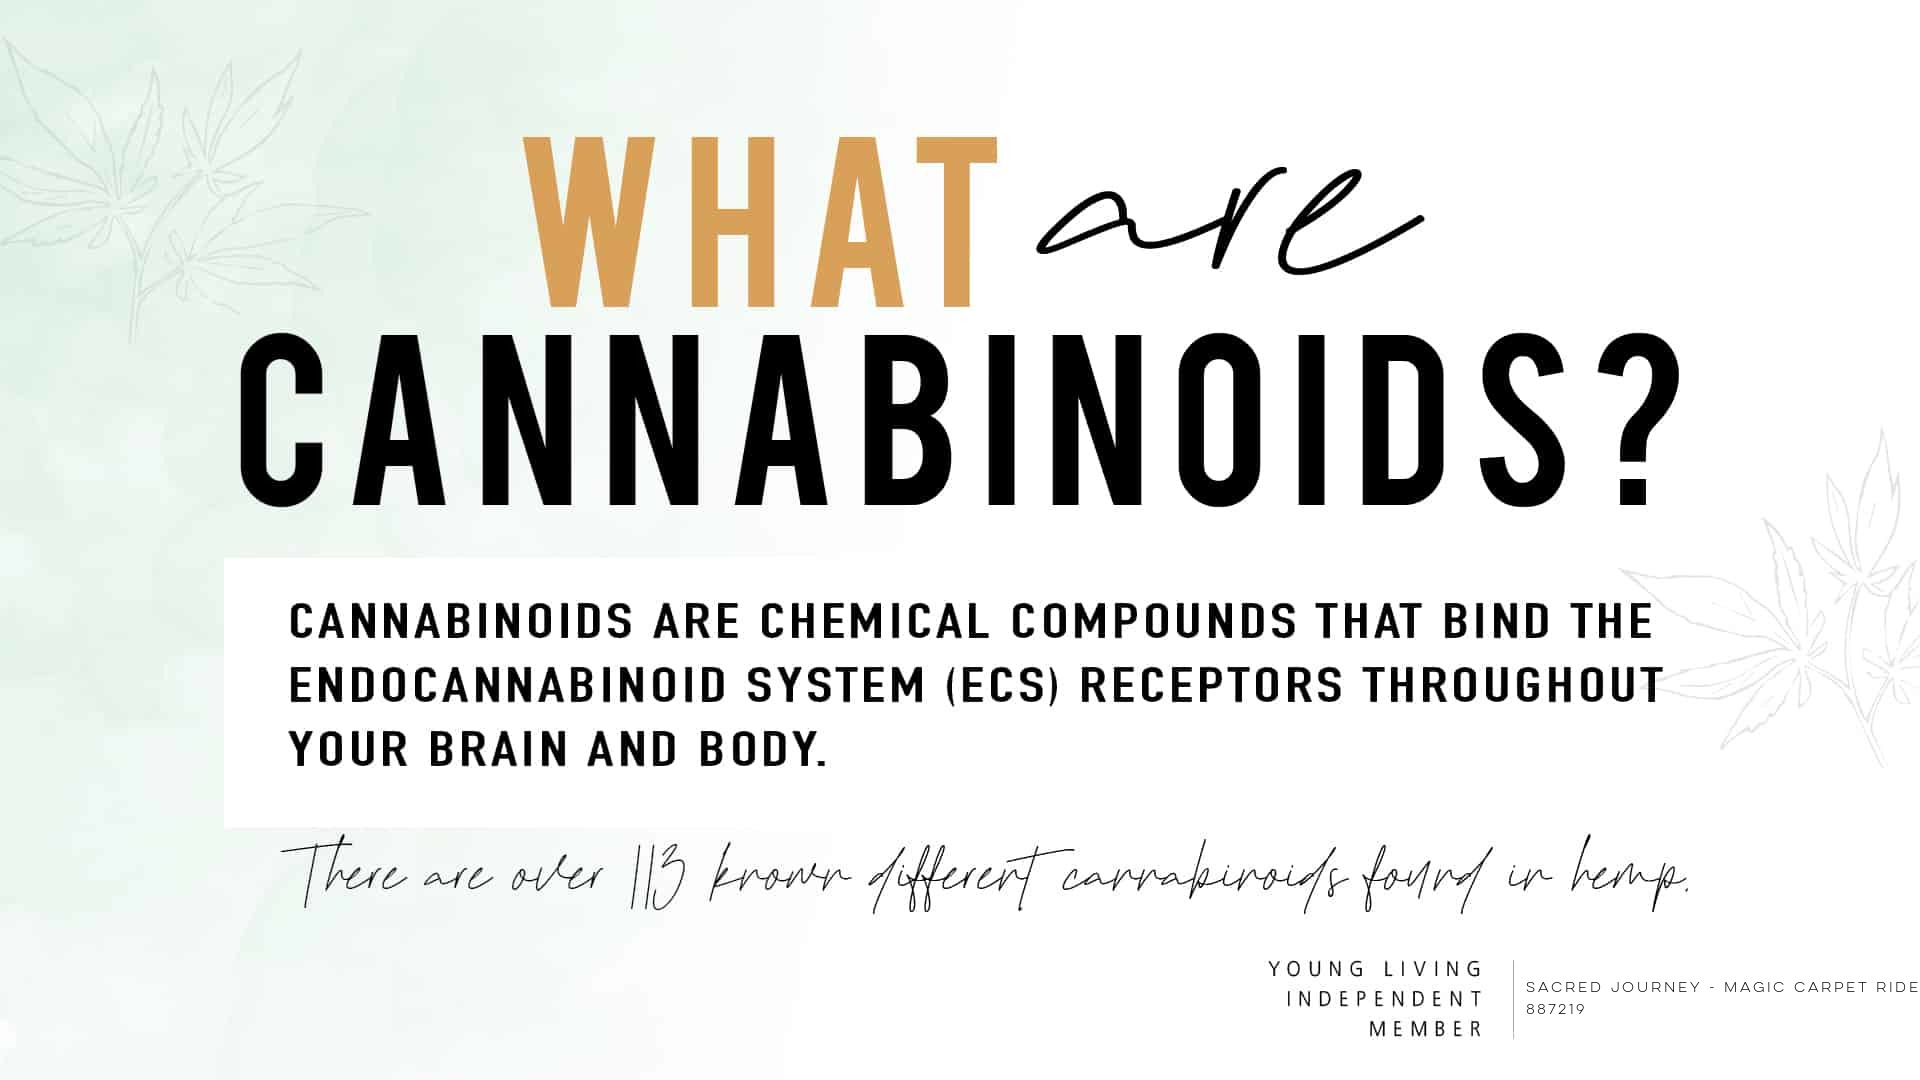 WHAT are
CANNABINOIDS?
CANNABINOIDS ARE CHEMICAL COMPOUNDS THAT BIND THE
ENDOCANNABINOID SYSTEM (ECS) RECEPTORS THROUGHOUT
YOUR BRAIN AND BODY.
There are over 113 known different cannabinoids found in hemp.
YOUNG LIVING
INDEPENDENT
MEMBER
SACRED JOURNEY - MAGIC CARPET RIDE
887219